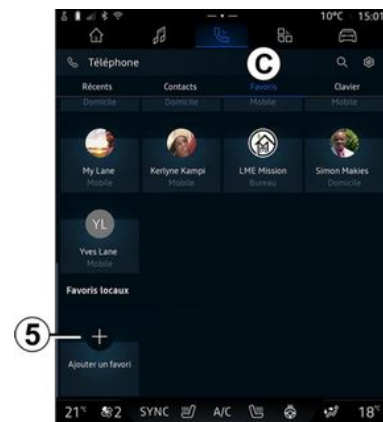 10°C 15:01
Téléphone
C
Récents Contacts Favoris Clavier
Domicile Domicile Mobile Mobile
My Lane Kerlyne Kampi LME Mission Simon Makies
Mobile Mobile Bureau Domicile
YL
Yves Lane
Mobile
Favoris locaux
5
Ajouter un favori
21° 2 SYNC A/C 18°